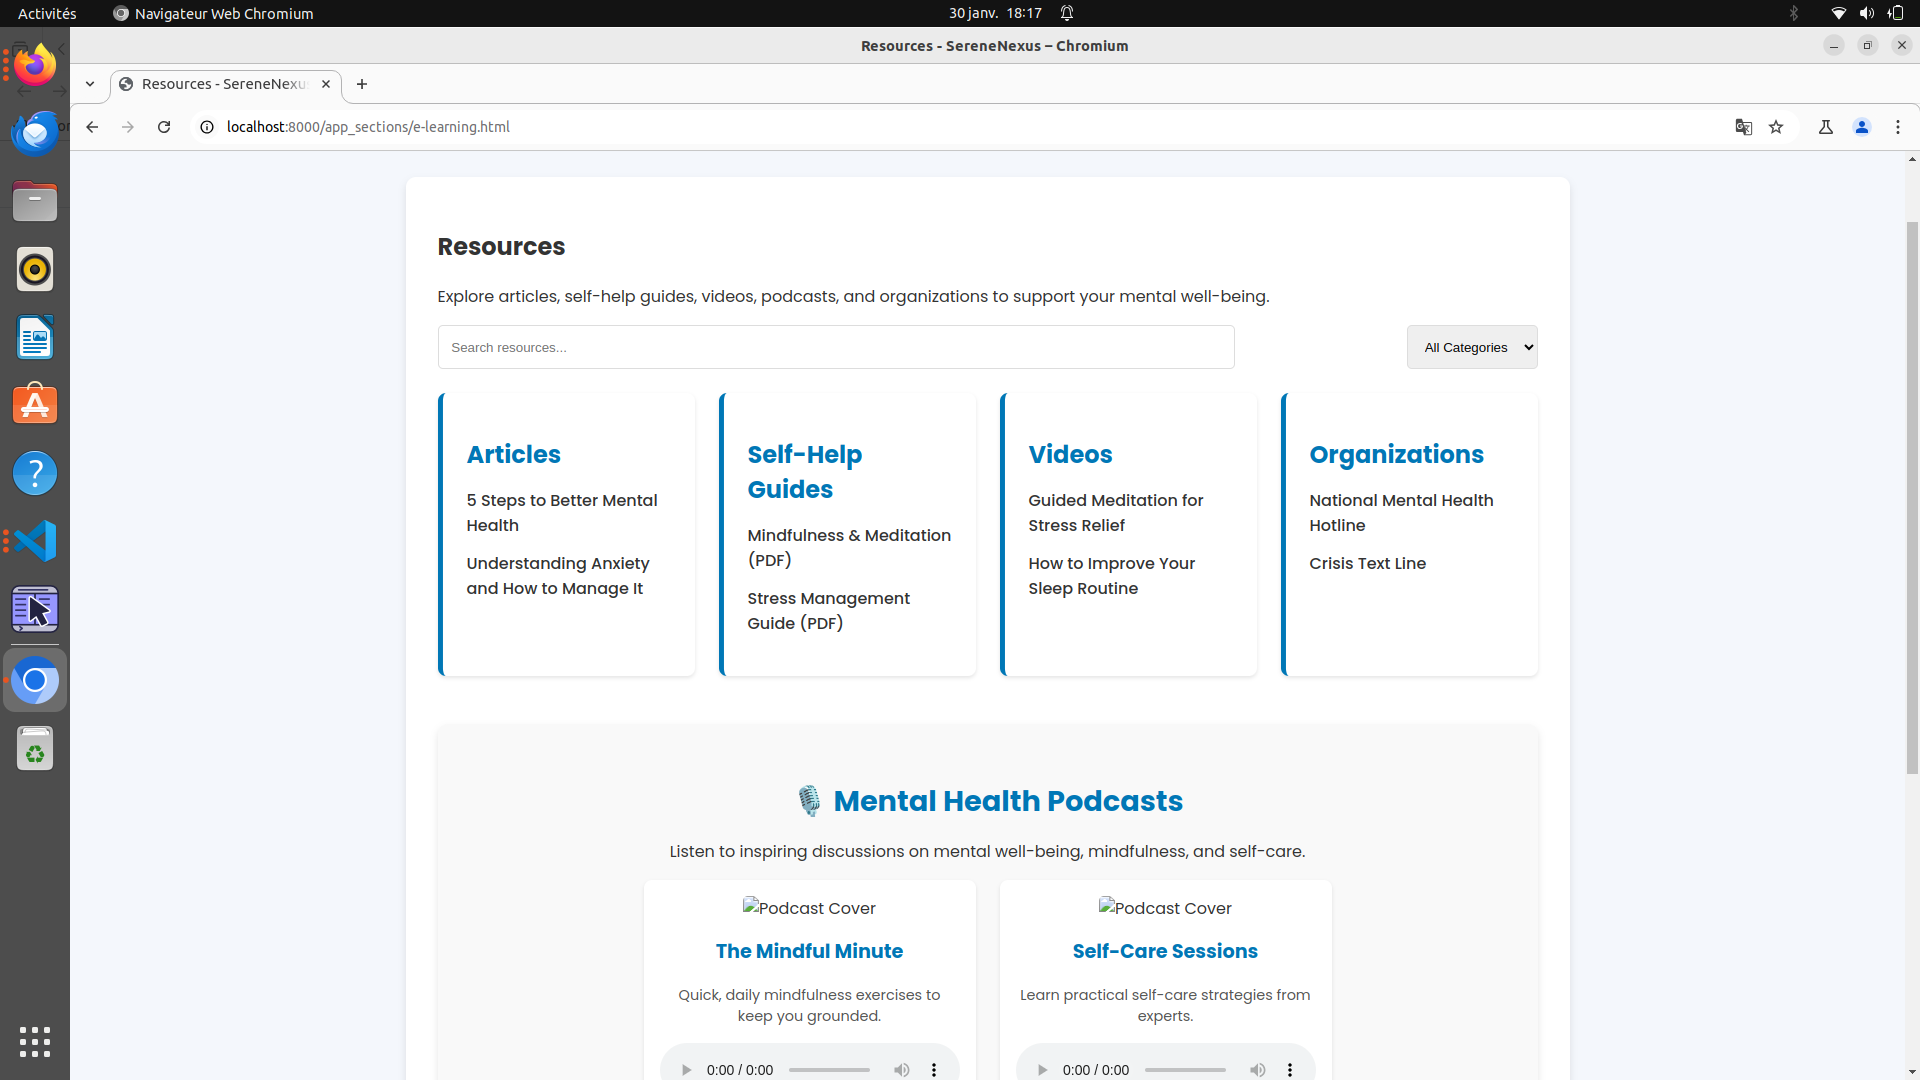 Activités
Navigateur Web Chromium
30 janv. 18:17
Resources - SereneNexus – Chromium
Resources - SereneNexus
localhost:8000/app_sections/e-learning.html
Resources
Explore articles, self-help guides, videos, podcasts, and organizations to support your mental well-being.
Search resources...
All Categories
Articles
5 Steps to Better Mental
Health
Understanding Anxiety
and How to Manage It
Self-Help
Guides
Mindfulness & Meditation
(PDF)
Stress Management
Guide (PDF)
Videos
Guided Meditation for
Stress Relief
How to Improve Your
Sleep Routine
Organizations
National Mental Health
Hotline
Crisis Text Line
Mental Health Podcasts
Listen to inspiring discussions on mental well-being, mindfulness, and self-care.
Podcast Cover
The Mindful Minute
Quick, daily mindfulness exercises to
keep you grounded.
0:00 / 0:00
Podcast Cover
Self-Care Sessions
Learn practical self-care strategies from
experts.
0:00 / 0:00